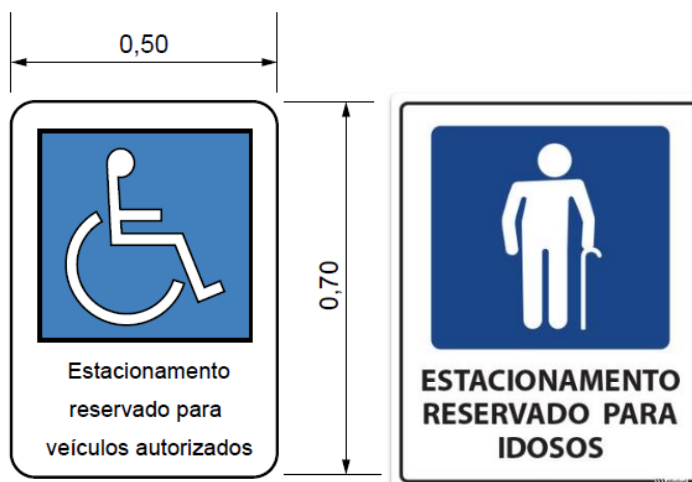 0,50
0,70
Estacionamento
reservado para
veículos autorizados
ESTACIONAMENTO
RESERVADO PARA
IDOSOS